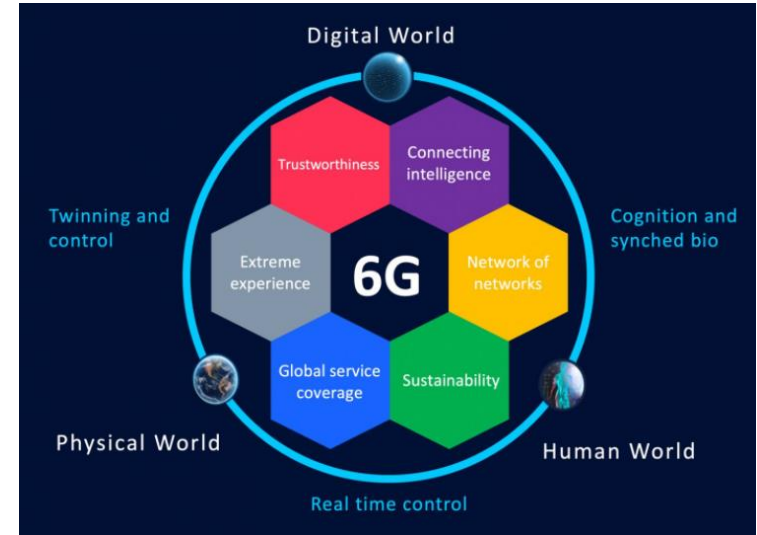 Digital World
Trustworthiness
Connecting
intelligence
Twinning and
control
Cognition and
synched bio
Extreme
experience
6G
Network of
networks
Global service
coverage
Sustainability
Physical World
Human World
Real time control